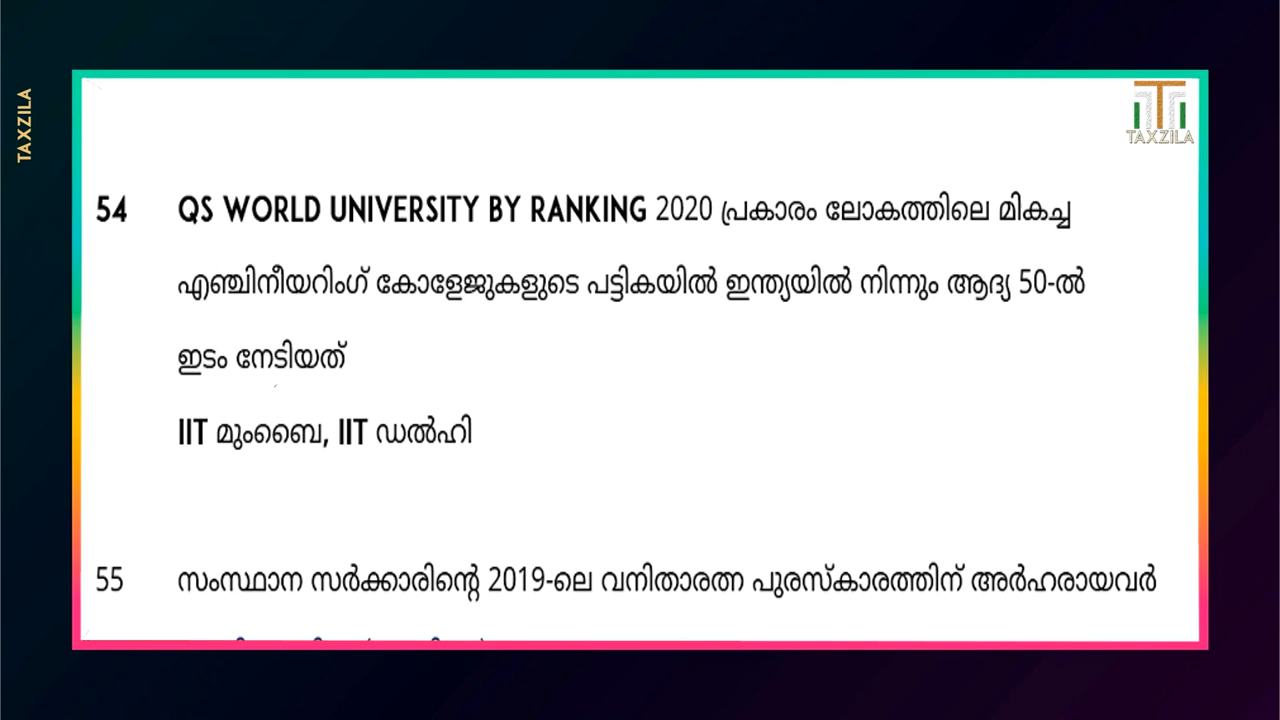 TAXZILA
TAXZILA
54 QS WORLD UNIVERSITY BY RANKING 2020 പ്രകാരം ലോകത്തിലെ മികച്ച
എഞ്ചിനീയറിംഗ് കോളേജുകളുടെ പട്ടികയിൽ ഇന്ത്യയിൽ നിന്നും ആദ്യ 50-ൽ
ഇടം നേടിയത്
IIT മുംബൈ, IIT ഡൽഹി
55 സംസ്ഥാന സർക്കാരിന്റെ 2019-ലെ വനിതാരത്ന പുരസ്കാരത്തിന് അർഹരായവർ